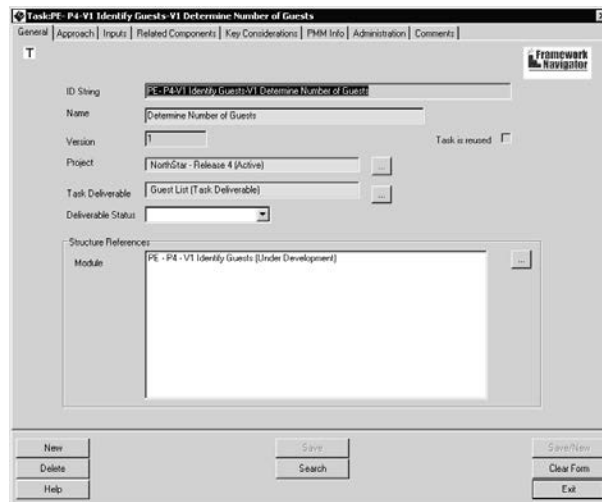 Task:PE- P4-V1 Identify Guests-V1 Determine Number of Guests
General Approach Inputs Related Components Key Considerations PMM Info Administration Comments
T
Framework
Navigator
ID String PE- P4-V1 Identify Guests-V1 Determine Number of Guests
Name Determine Number of Guests
Version 1 Task is reused
Project NorthStar - Release 4 (Active) ...
Task Deliverable Guest List (Task Deliverable) ...
Deliverable Status
Structure References
Module PE - P4 - V1 Identify Guests (Under Development) ...
New Save Save/New
Delete Search Clear Form
Help Exit